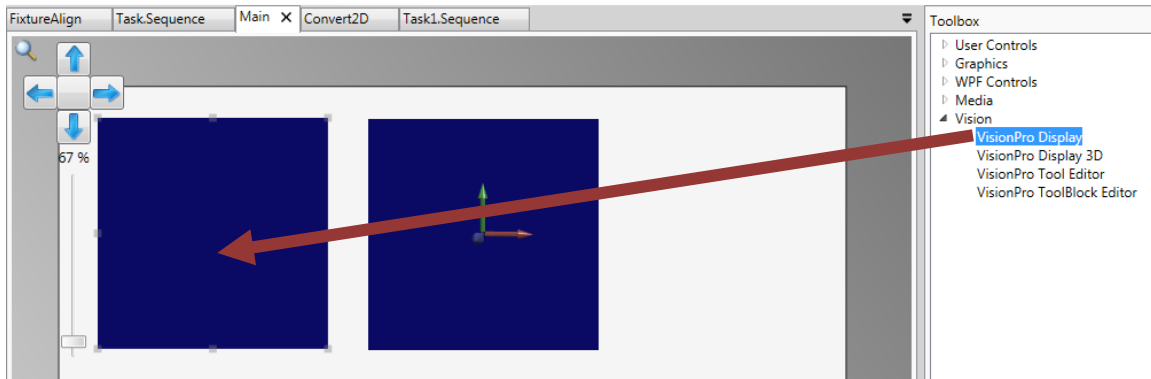 FixtureAlign Task.Sequence Main X Convert2D Task1.Sequence
67 %
Toolbox
User Controls
Graphics
WPF Controls
Media
Vision
VisionPro Display
VisionPro Display 3D
VisionPro Tool Editor
VisionPro ToolBlock Editor